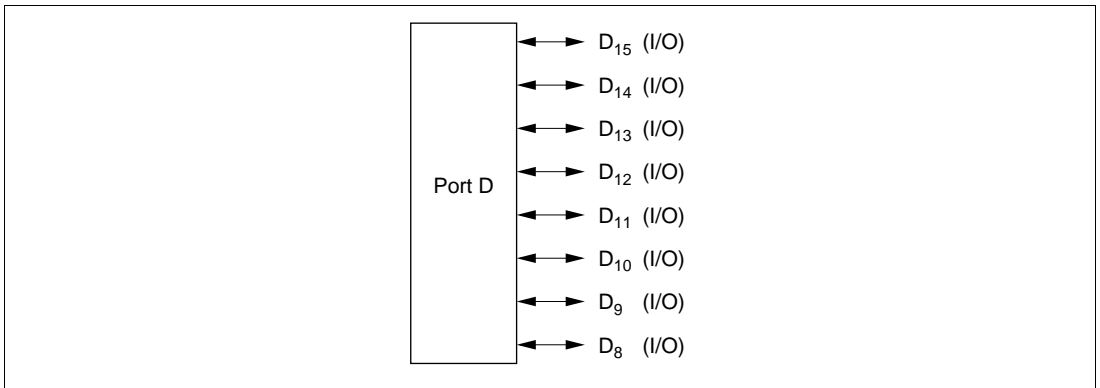 D15 (I/O)
D14 (I/O)
D13 (I/O)
D12 (I/O)
Port D
D11 (I/O)
D10 (I/O)
D9 (I/O)
D8 (I/O)